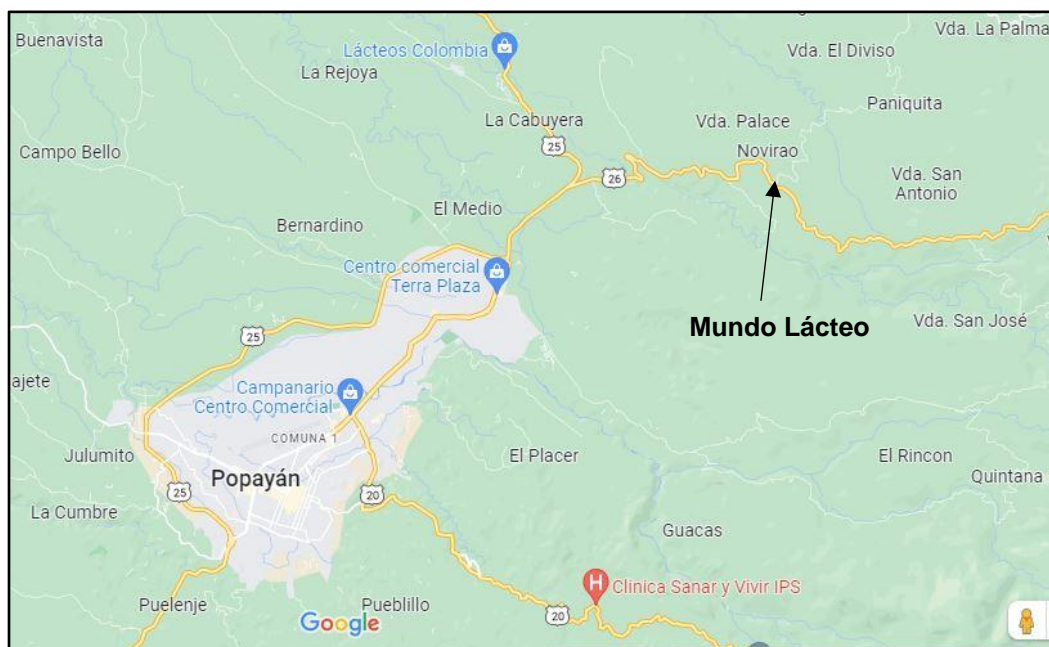 Buenavista
Lácteos Colombia
La Rejoya
Vda. La Palma
Vda. El Diviso
Paniquita
La Cabuyera
Vda. Palace
Campo Bello
25
Novirao
26
Vda. San
Antonio
El Medio
Bernardino
Centro comercial
Terra Plaza
25
Mundo Lácteo
Vda. San José
ajete
Campanario
Centro Comercial
COMUNA 1
Julumito
El Placer
El Rincon
Popayán
25
20
Quintana
La Cumbre
Guacas
H
Clinica Sanar y Vivir IPS
Puelenje
Pueblillo
20
Google